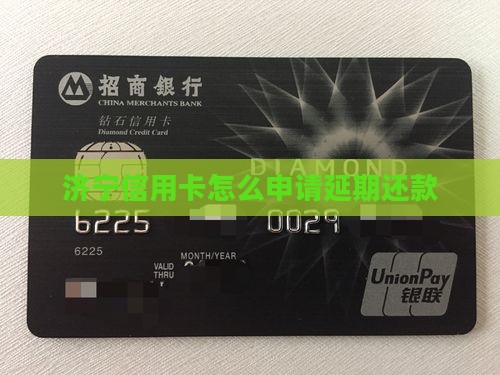 招商銀行
CHINA MERCHANTS BANK
钻石信用卡
Diamond Credit Card
DIAMOND
济宁信用卡怎么申请延期还款
6225 0029
6225
MONTH/YEAR
VALID
THRU
UnionPay
银联